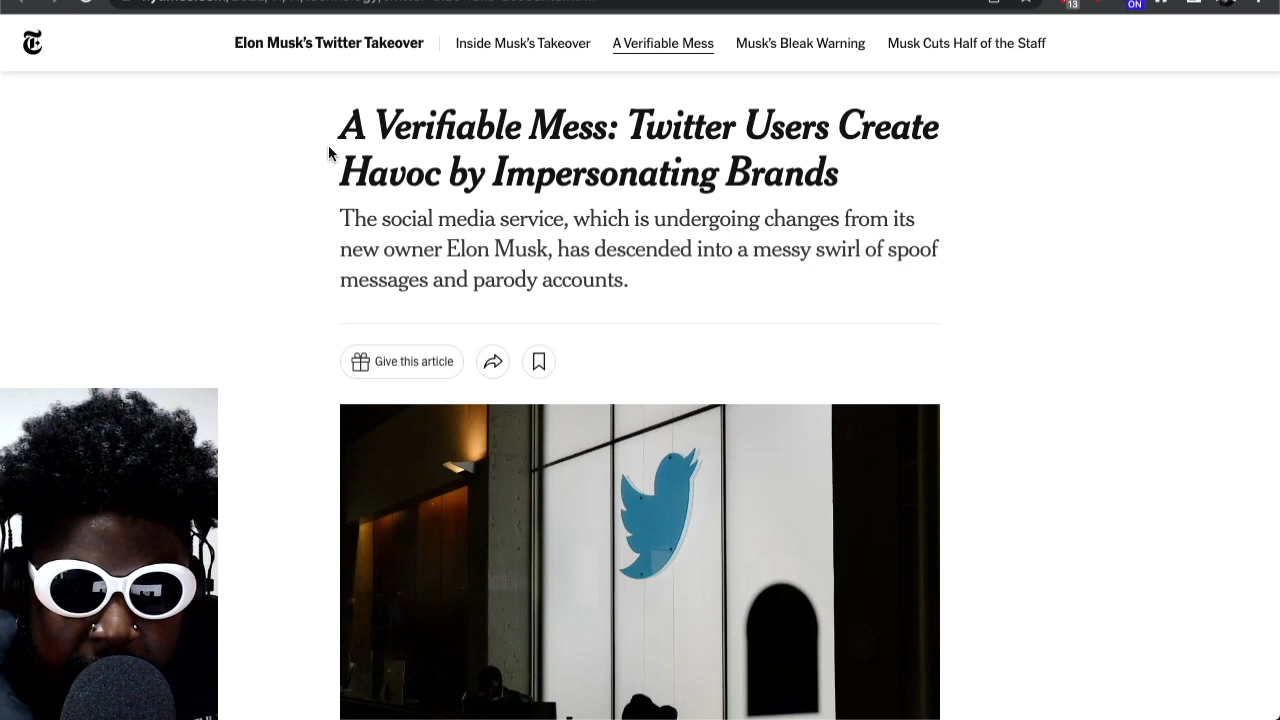 13
ON
Elon Musk's Twitter Takeover
Inside Musk's Takeover
A Verifiable Mess
Musk's Bleak Warning
Musk Cuts Half of the Staff
A Verifiable Mess: Twitter Users Create
Havoc by Impersonating Brands
The social media service, which is undergoing changes from its
new owner Elon Musk, has descended into a messy swirl of spoof
messages and parody accounts.
Give this article